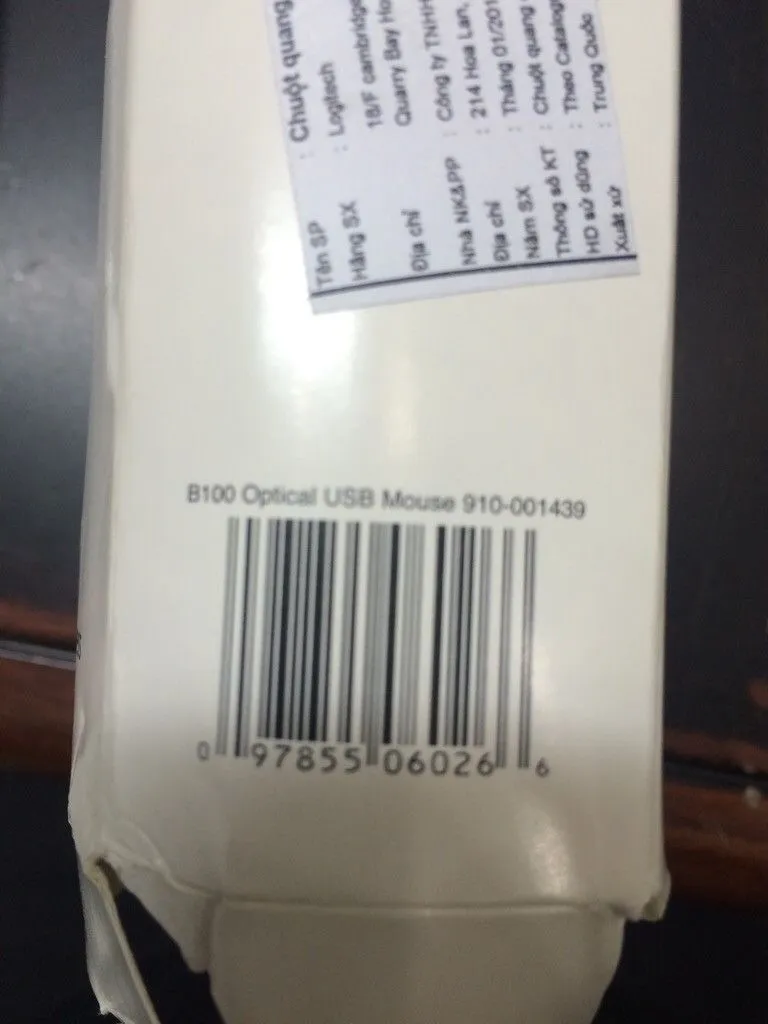 Tên SP : Chuột quang
Hãng SX : Logitech
18/F cambridge
Địa chỉ Quarry Bay
Nhà NK&PP : Công ty TNHH
Địa chỉ : 214 Hoa Lan,
Năm SX : Tháng 01/201
Thông số KT : Chuột quang
HD sử dũng : Theo Catalog
Xuất xứ : Trung Quốc
B100 Optical USB Mouse 910-001439
0 97855 06026 6